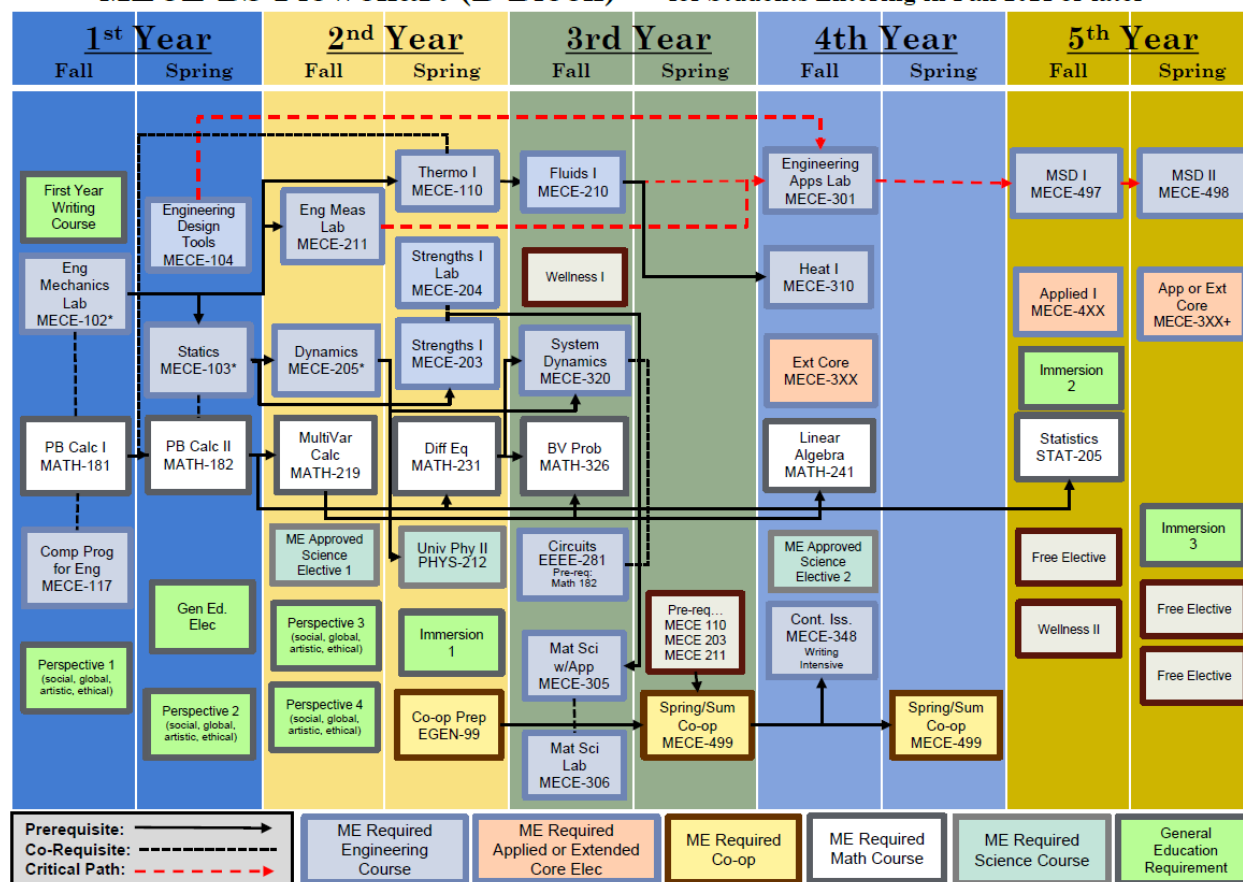 MECE BS Flowchart (B Block) for Students Entering in Fall or later
1st Year
2nd Year
3rd Year
4th Year
5th Year
Fall
Spring
Fall
Spring
Fall
Spring
Fall
Spring
Fall
Spring
First Year
Writing
Course
Eng
Mechanics
Lab
MECE-102*
PB Calc I
MATH-181
Comp Prog
for Eng
MECE-117
Perspective 1
(social, global,
artistic, ethical)
Engineering
Design
Tools
MECE-104
Statics
MECE-103*
PB Calc II
MATH-182
Gen Ed.
Elec
Perspective 2
(social, global,
artistic, ethical)
Eng Meas
Lab
MECE-211
Dynamics
MECE-205*
MultiVar
Calc
MATH-219
ME Approved
Science
Elective 1
Perspective 3
(social, global,
artistic, ethical)
Perspective 4
(social, global,
artistic, ethical)
Thermo I
MECE-110
Strengths I
Lab
MECE-204
Strengths I
MECE-203
Diff Eq
MATH-231
Univ Phy II
PHYS-212
Immersion
1
Co-op Prep
EGEN-99
Fluids I
MECE-210
Wellness I
System
Dynamics
MECE-320
BV Prob
MATH-326
Circuits
EEEE-281
Pre-req:
Math 182
Mat Sci
w/App
MECE-305
Mat Sci
Lab
MECE-306
Pre-req...
MECE 110
MECE 203
MECE 211
Spring/Sum
Co-op
MECE-499
Engineering
Apps Lab
MECE-301
Heat I
MECE-310
Ext Core
MECE-3XX
Linear
Algebra
MATH-241
ME Approved
Science
Elective 2
Cont. Iss.
MECE-348
Writing
Intensive
Spring/Sum
Co-op
MECE-499
MSD I
MECE-497
Applied I
MECE-4XX
Immersion
2
Statistics
STAT-205
Free Elective
Wellness II
MSD II
MECE-498
App or Ext
Core
MECE-3XX+
Immersion
3
Free Elective
Free Elective
Prerequisite:
Co-Requisite:
Critical Path:
ME Required
Engineering
Course
ME Required
Applied or Extended
Core Elec
ME Required
Co-op
ME Required
Math Course
ME Required
Science Course
General
Education
Requirement